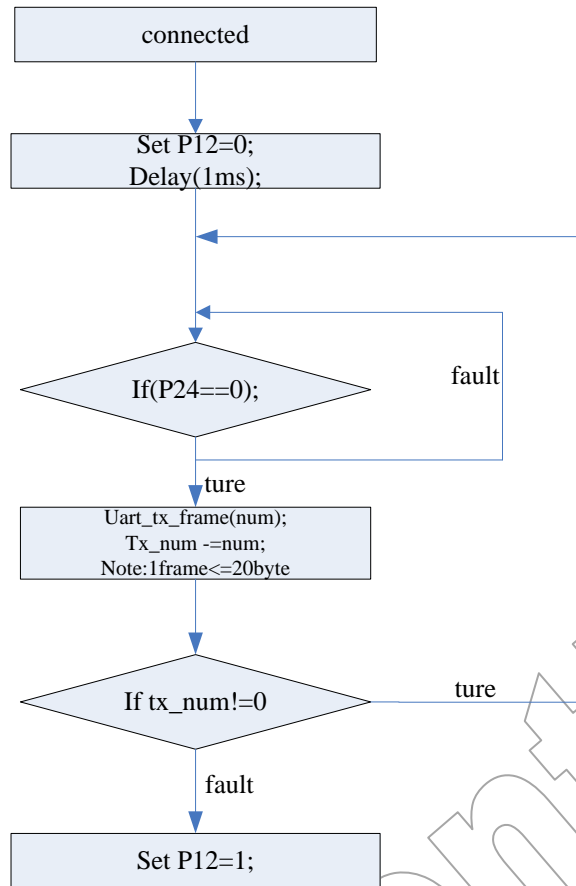 connected
Set P12=0;
Delay(1ms);
If(P24==0);
fault
ture
Uart_tx_frame(num);
Tx_num -=num;
Note:1frame<=20byte
If tx_num!=0
ture
fault
Set P12=1;